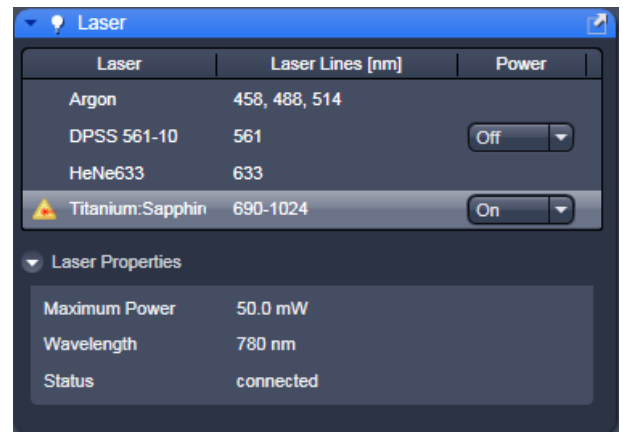 Laser
Laser Laser Lines [nm] Power
Argon 458, 488, 514
DPSS 561-10 561 Off
HeNe633 633
Titanium:Sapphir 690-1024 On
Laser Properties
Maximum Power 50.0 mW
Wavelength 780 nm
Status connected